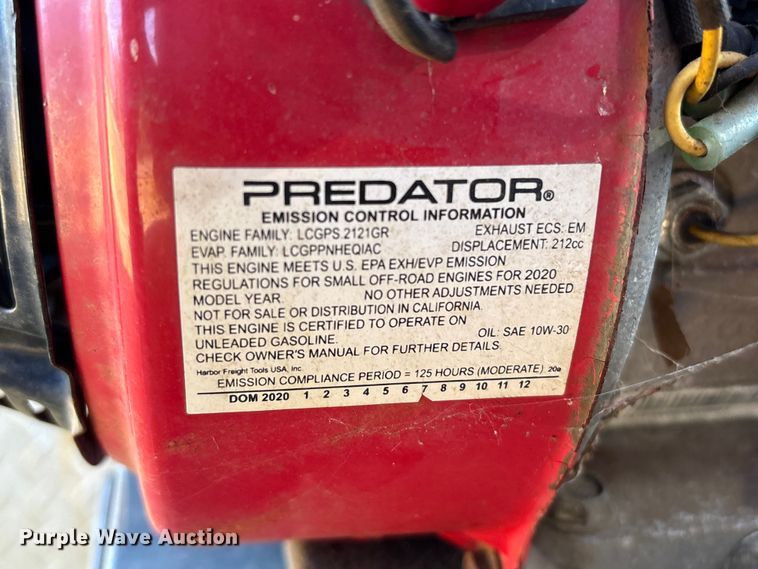 PREDATOR®
EMISSION CONTROL INFORMATION
ENGINE FAMILY: LCGPS.2121GR EXHAUST ECS: EM
EVAP. FAMILY: LCGPPNHEQIAC DISPLACEMENT: 212cc
THIS ENGINE MEETS U.S. EPA EXH/EVP EMISSION
REGULATIONS FOR SMALL OFF-ROAD ENGINES FOR 2020
MODEL YEAR. NO OTHER ADJUSTMENTS NEEDED.
NOT FOR SALE OR DISTRIBUTION IN CALIFORNIA.
THIS ENGINE IS CERTIFIED TO OPERATE ON
UNLEADED GASOLINE. OIL: SAE 10W-30
CHECK OWNER'S MANUAL FOR FURTHER DETAILS.
Harbor Freight Tools USA, Inc.
EMISSION COMPLIANCE PERIOD = 125 HOURS (MODERATE) 20a
DOM 2020 1 2 3 4 5 6 7 8 9 10 11 12
Purple Wave Auction